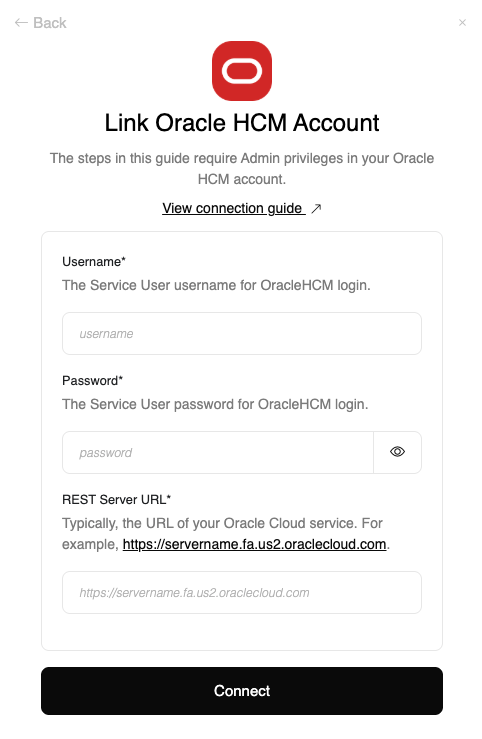 ← Back
×
Link Oracle HCM Account
The steps in this guide require Admin privileges in your Oracle
HCM account.
View connection guide ↗
Username*
The Service User username for OracleHCM login.
username
Password*
The Service User password for OracleHCM login.
password
REST Server URL*
Typically, the URL of your Oracle Cloud service. For
example, https://servername.fa.us2.oraclecloud.com.
https://servername.fa.us2.oraclecloud.com
Connect